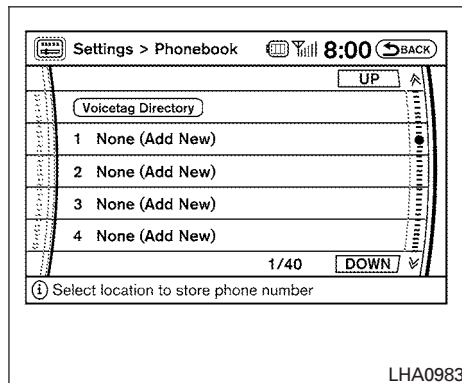 Settings > Phonebook 8:00 BACK
UP
Voicetag Directory
1 None (Add New)
2 None (Add New)
3 None (Add New)
4 None (Add New)
1/40 DOWN
i Select location to store phone number
LHA0983